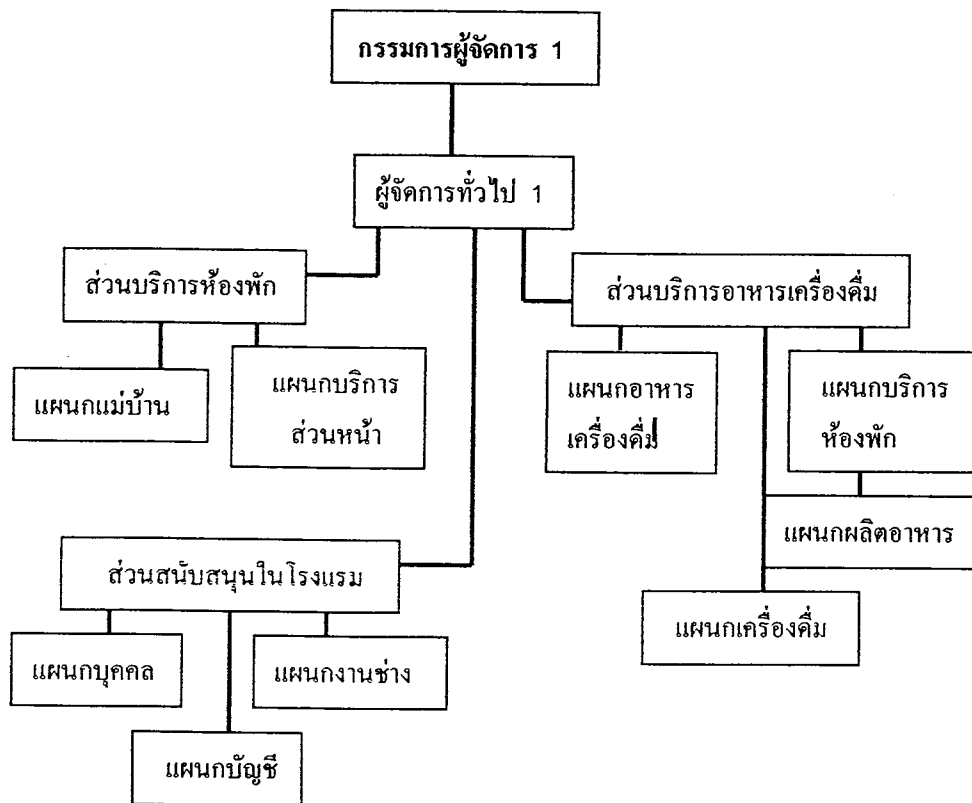 กรรมการผู้จัดการ 1
ผู้จัดการทั่วไป 1
ส่วนบริการห้องพัก
ส่วนบริการอาหารเครื่องดื่ม
แผนกแม่บ้าน
แผนกบริการ
ส่วนหน้า
แผนกอาหาร
เครื่องดื่ม
แผนกบริการ
ห้องพัก
แผนกผลิตอาหาร
แผนกเครื่องดื่ม
ส่วนสนับสนุนในโรงแรม
แผนกบุคคล
แผนกงานช่าง
แผนกบัญชี